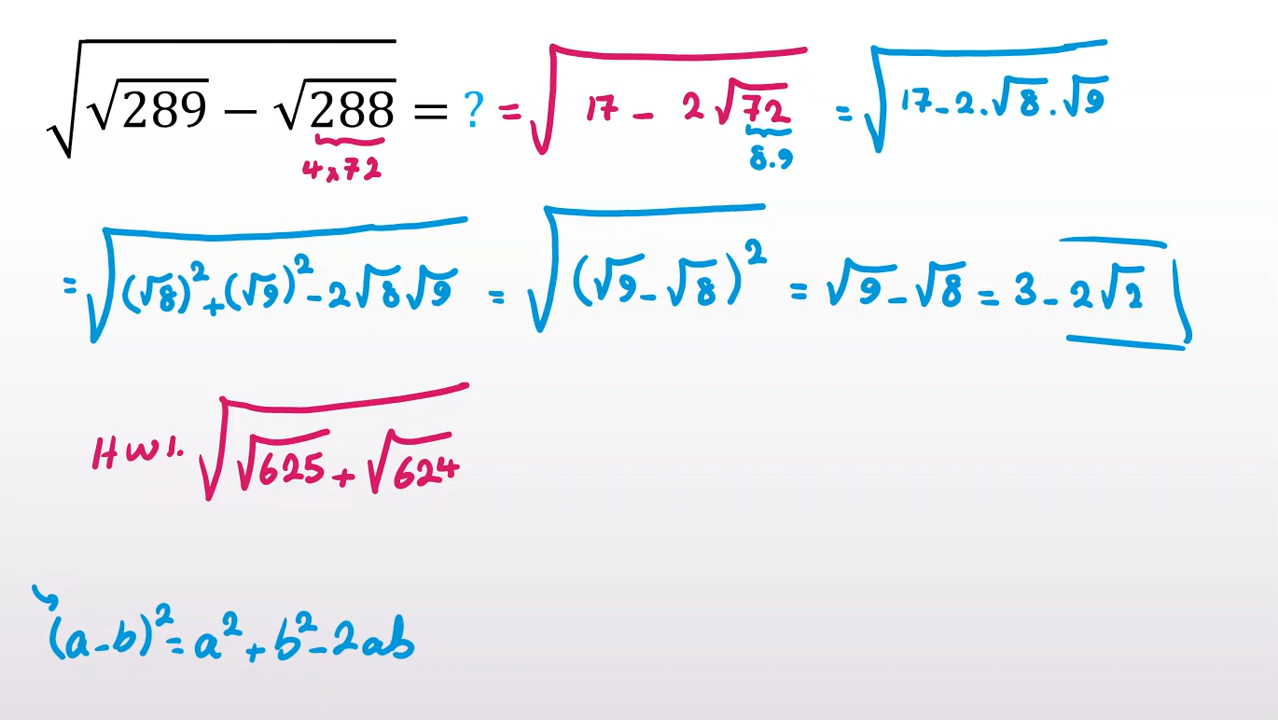 √(√289 − √288) = ? = √(17 - 2√72) = √(17 - 2.√8.√9)
4x72
8.9
= √((√8)² + (√9)² - 2√8√9) = √((√9 - √8)²) = √9 - √8 = 3 - 2√2
HW1. √(√625 + √624)
(a-b)² = a² + b² - 2ab